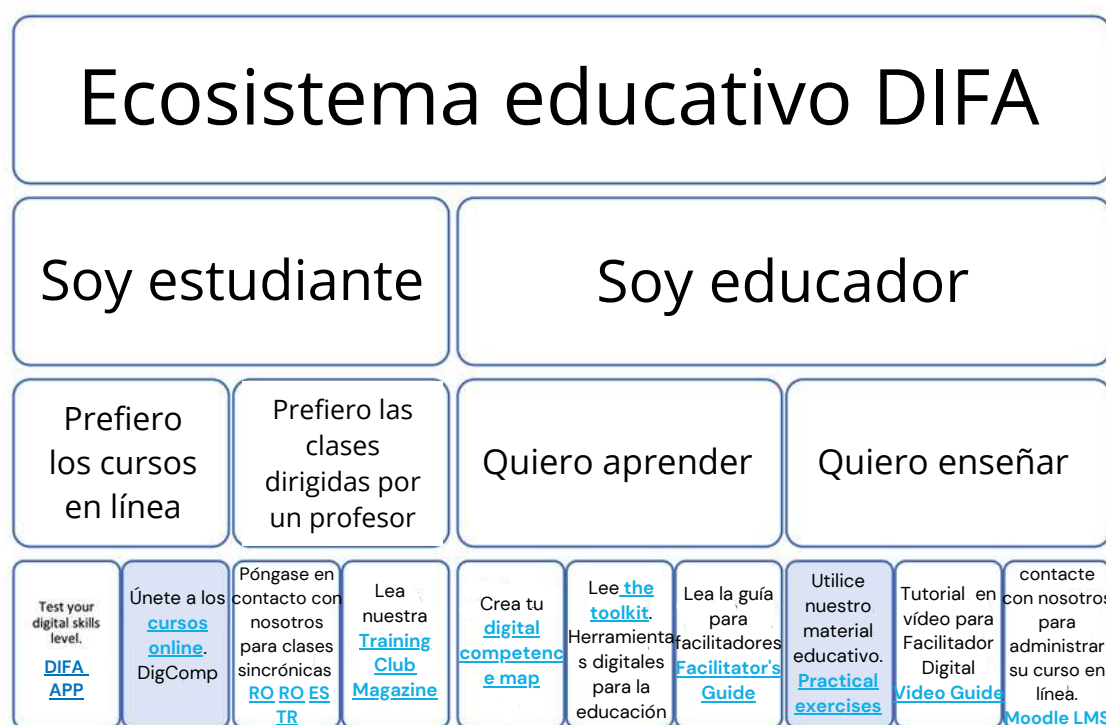 Ecosistema educativo DIFA
Soy estudiante
Soy educador
Prefiero
los cursos
en línea
Prefiero las
clases
dirigidas por
un profesor
Quiero aprender
Quiero enseñar
Test your
digital skills
level.
DIFA
APP
Únete a los
cursos
online.
DigComp
Póngase en
contacto con
nosotros
para clases
sincrónicas
RO RO ES
TR
Lea
nuestra
Training
Club
Magazine
Crea tu
digital
competenc
e map
Lee the
toolkit.
Herramienta
s digitales
para la
educación
Lea la guía
para
facilitadores
Facilitator's
Guide
Utilice
nuestro
material
educativo.
Practical
exercises
Tutorial en
vídeo para
Facilitador
Digital
Video Guide
contacte
con nosotros
para
administrar
su curso en
línea.
Moodle LMS